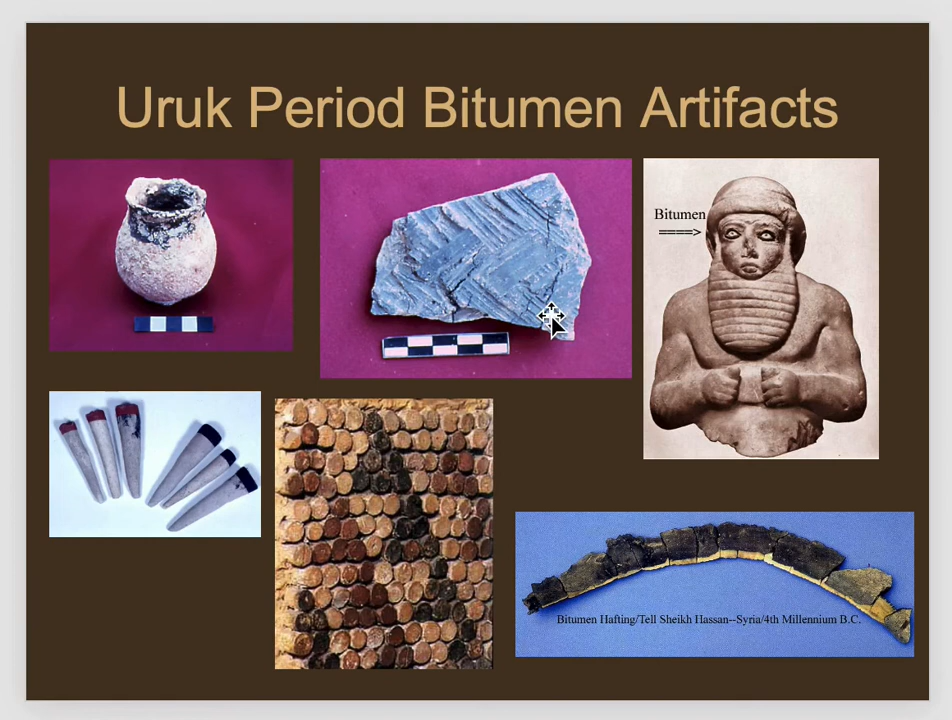 Uruk Period Bitumen Artifacts
Bitumen
====>
Bitumen Hafting/Tell Sheikh Hassan--Syria/4th Millennium B.C.